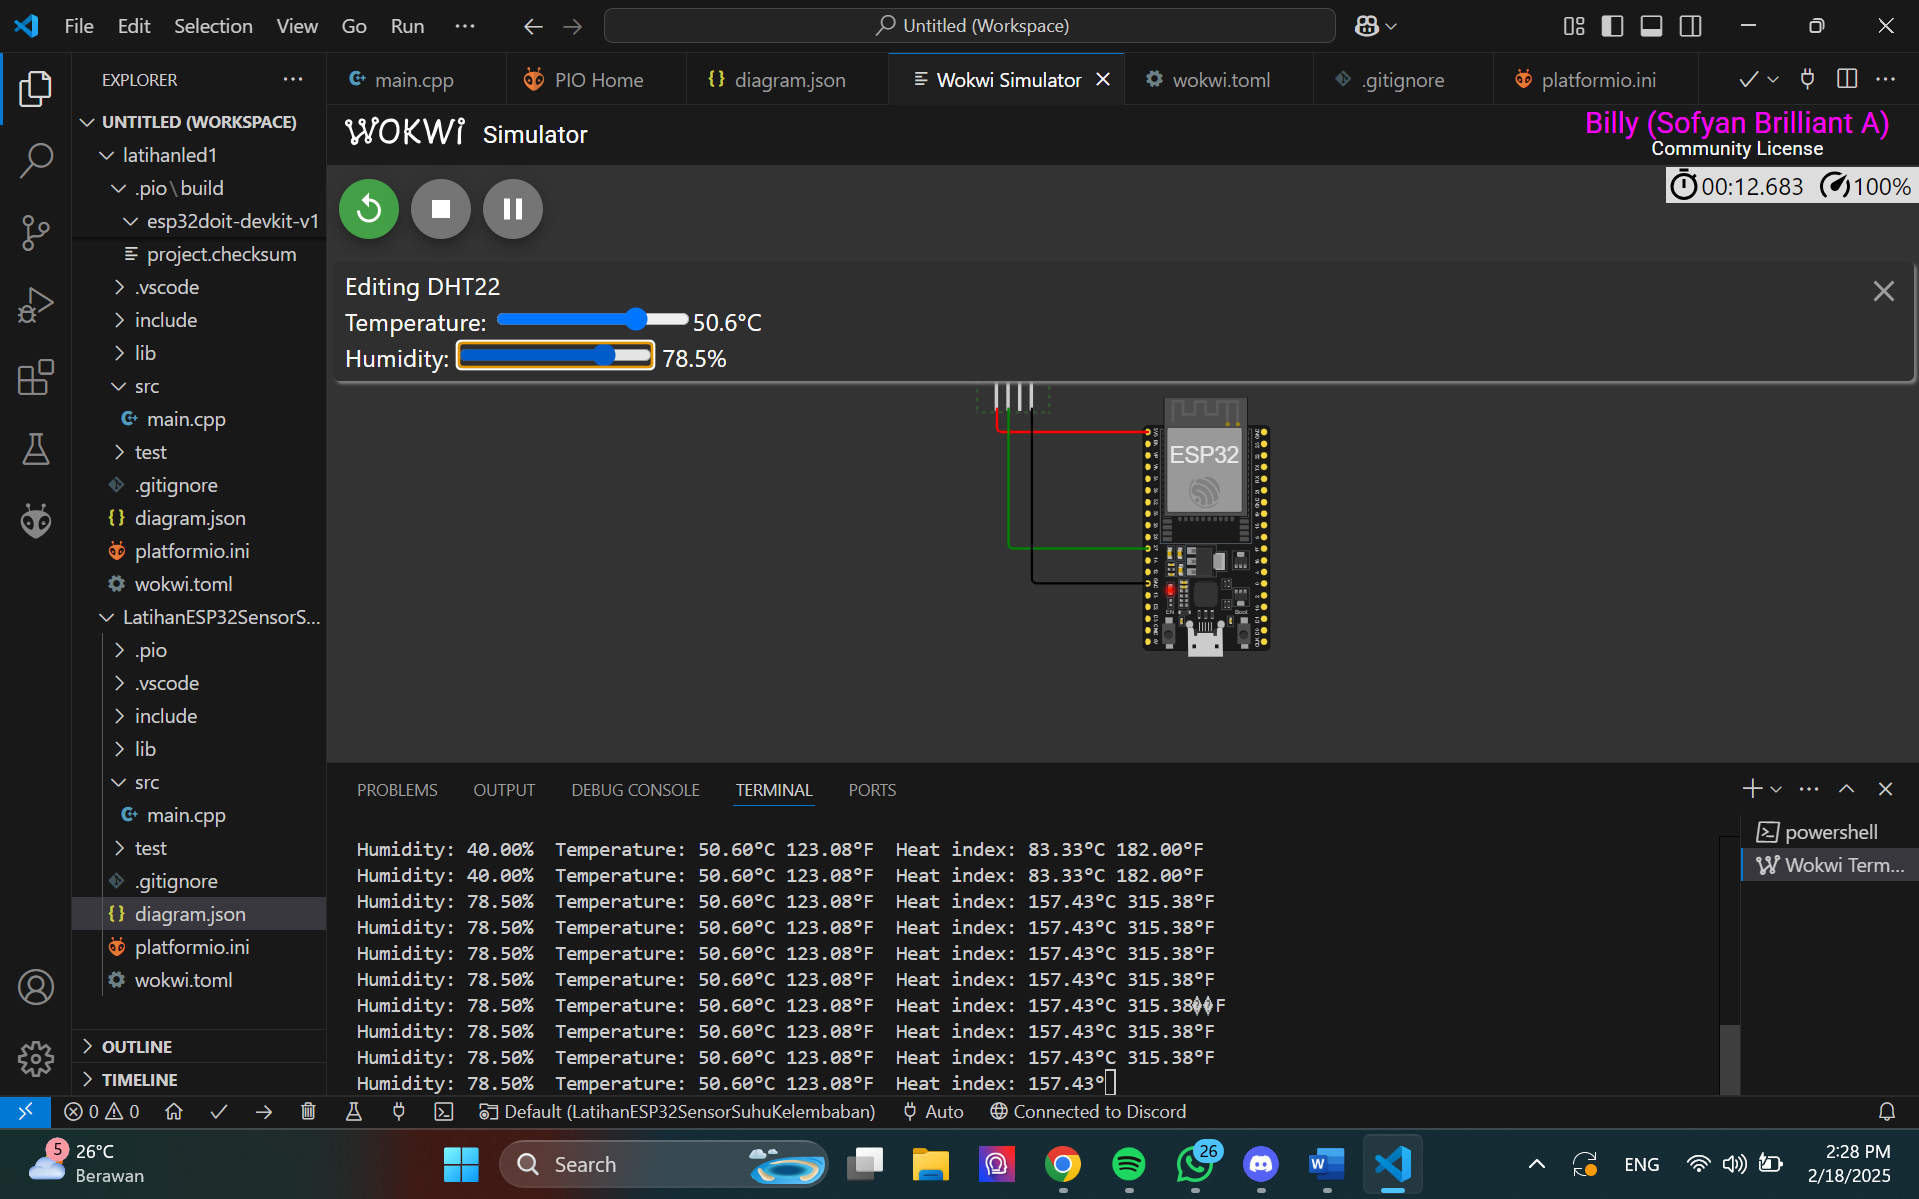 File Edit Selection View Go Run ··· Untitled (Workspace)
EXPLORER ···
main.cpp PIO Home diagram.json Wokwi Simulator wokwi.toml .gitignore platformio.ini
UNTITLED (WORKSPACE)
latihanled1
.pio\build
esp32doit-devkit-v1
project.checksum
.vscode
include
lib
src
main.cpp
test
.gitignore
diagram.json
platformio.ini
wokwi.toml
LatihanESP32SensorS...
.pio
.vscode
include
lib
src
main.cpp
test
.gitignore
diagram.json
platformio.ini
wokwi.toml
OUTLINE
TIMELINE
WOKWi Simulator
Billy (Sofyan Brilliant A)
Community License
00:12.683 100%
Editing DHT22
Temperature: 50.6°C
Humidity: 78.5%
ESP32
EN Boot
PROBLEMS OUTPUT DEBUG CONSOLE TERMINAL PORTS
powershell
Wokwi Term...
Humidity: 40.00%  Temperature: 50.60°C 123.08°F  Heat index: 83.33°C 182.00°F
Humidity: 40.00%  Temperature: 50.60°C 123.08°F  Heat index: 83.33°C 182.00°F
Humidity: 78.50%  Temperature: 50.60°C 123.08°F  Heat index: 157.43°C 315.38°F
Humidity: 78.50%  Temperature: 50.60°C 123.08°F  Heat index: 157.43°C 315.38°F
Humidity: 78.50%  Temperature: 50.60°C 123.08°F  Heat index: 157.43°C 315.38°F
Humidity: 78.50%  Temperature: 50.60°C 123.08°F  Heat index: 157.43°C 315.38°F
Humidity: 78.50%  Temperature: 50.60°C 123.08°F  Heat index: 157.43°C 315.38��F
Humidity: 78.50%  Temperature: 50.60°C 123.08°F  Heat index: 157.43°C 315.38°F
Humidity: 78.50%  Temperature: 50.60°C 123.08°F  Heat index: 157.43°C 315.38°F
Humidity: 78.50%  Temperature: 50.60°C 123.08°F  Heat index: 157.43°
0 0 Default (LatihanESP32SensorSuhuKelembaban) Auto Connected to Discord
5 26°C
Berawan
Search
26
ENG
2:28 PM
2/18/2025